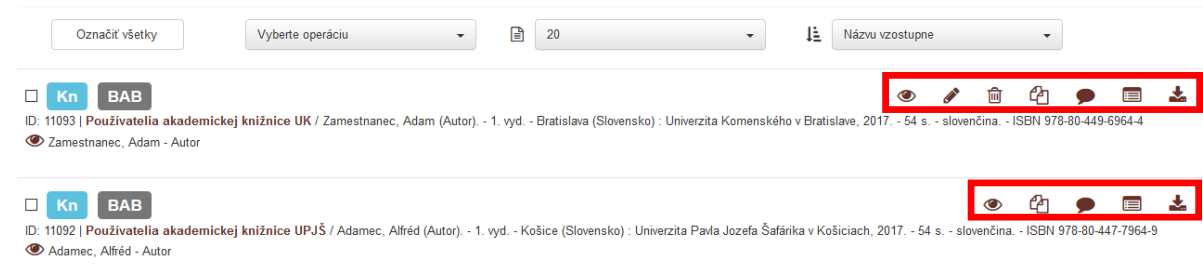 Označiť všetky Vyberte operáciu 20 Názvu vzostupne
Kn BAB
ID: 11093 | Používatelia akademickej knižnice UK / Zamestnanec, Adam (Autor). - 1. vyd. - Bratislava (Slovensko) : Univerzita Komenského v Bratislave, 2017. - 54 s. - slovenčina. - ISBN 978-80-449-6964-4
Zamestnanec, Adam - Autor
Kn BAB
ID: 11092 | Používatelia akademickej knižnice UPJŠ / Adamec, Alfréd (Autor). - 1. vyd. - Košice (Slovensko) : Univerzita Pavla Jozefa Šafárika v Košiciach, 2017. - 54 s. - slovenčina. - ISBN 978-80-447-7964-9
Adamec, Alfréd - Autor